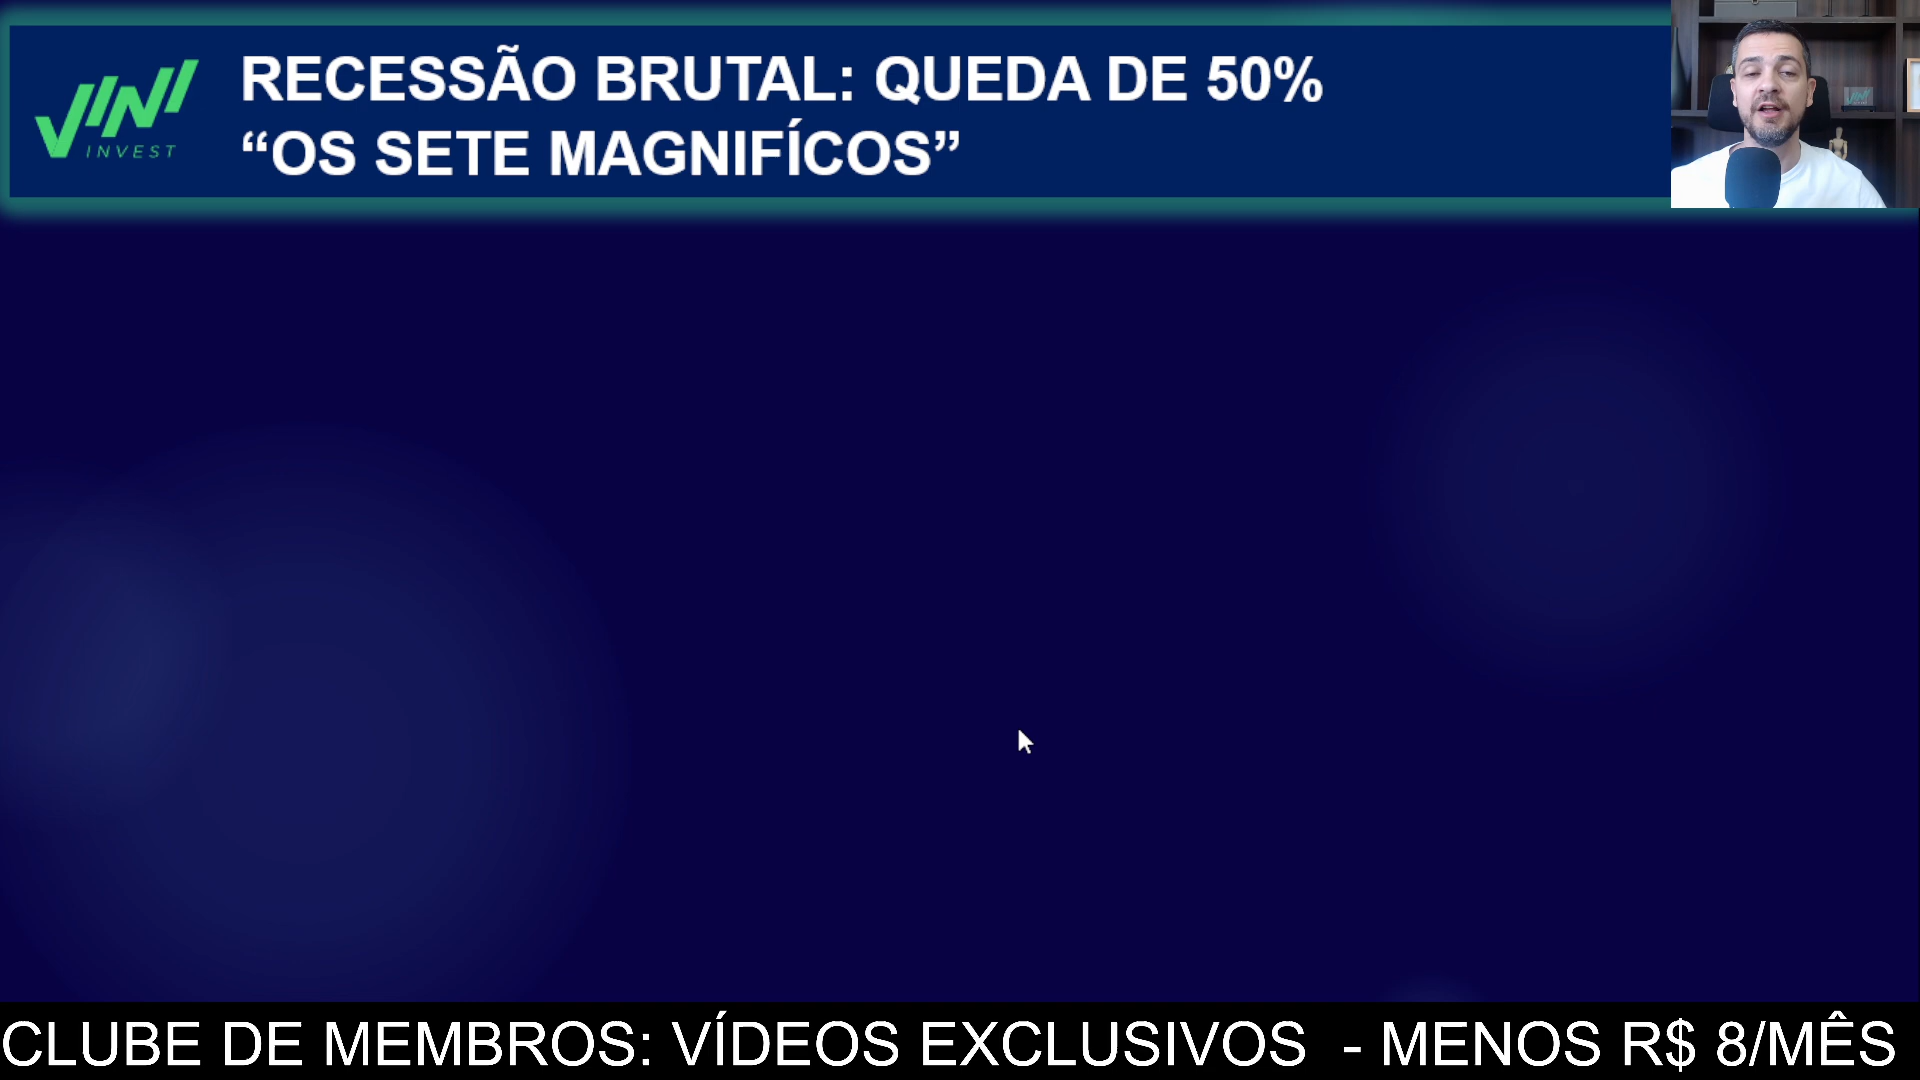 VINI
INVEST
RECESSÃO BRUTAL: QUEDA DE 50%
“OS SETE MAGNIFÍCOS”
CLUBE DE MEMBROS: VÍDEOS EXCLUSIVOS - MENOS R$ 8/MÊS